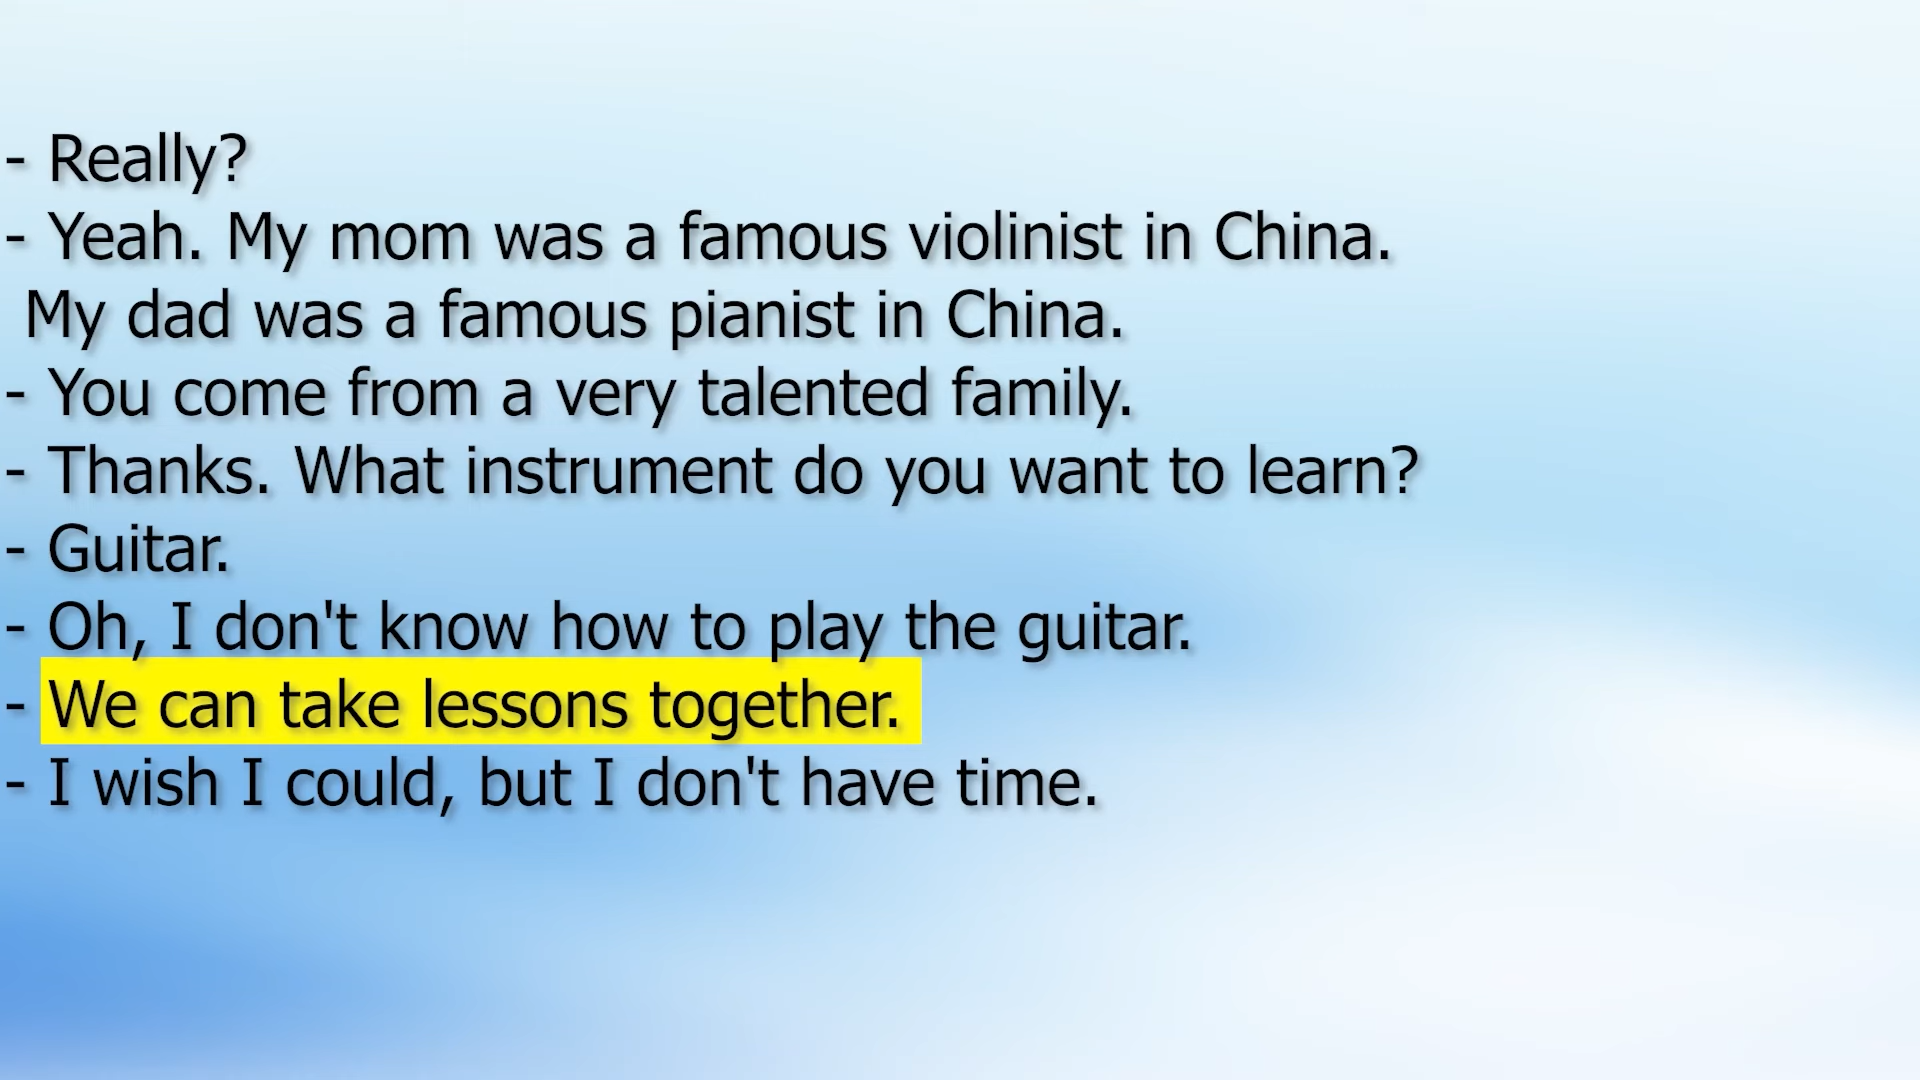 - Really?
- Yeah. My mom was a famous violinist in China.
My dad was a famous pianist in China.
- You come from a very talented family.
- Thanks. What instrument do you want to learn?
- Guitar.
- Oh, I don't know how to play the guitar.
- We can take lessons together.
- I wish I could, but I don't have time.